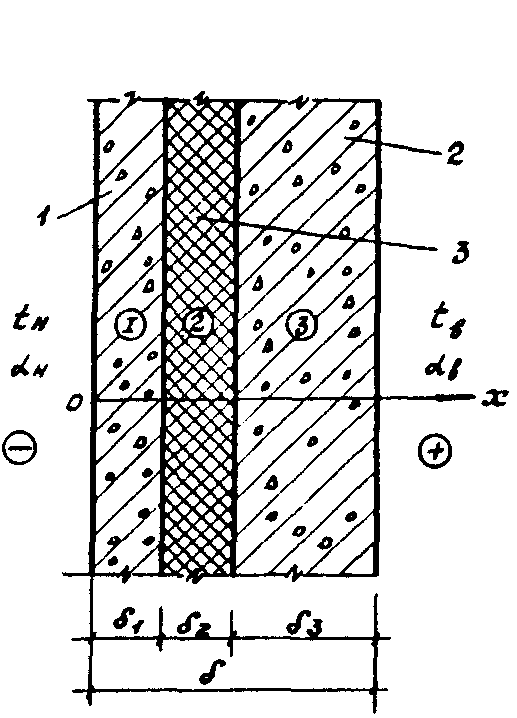 2
1
3
tн ① ② ③ tв
αн αв
0 x
− +
δ1 δ2 δ3
δ